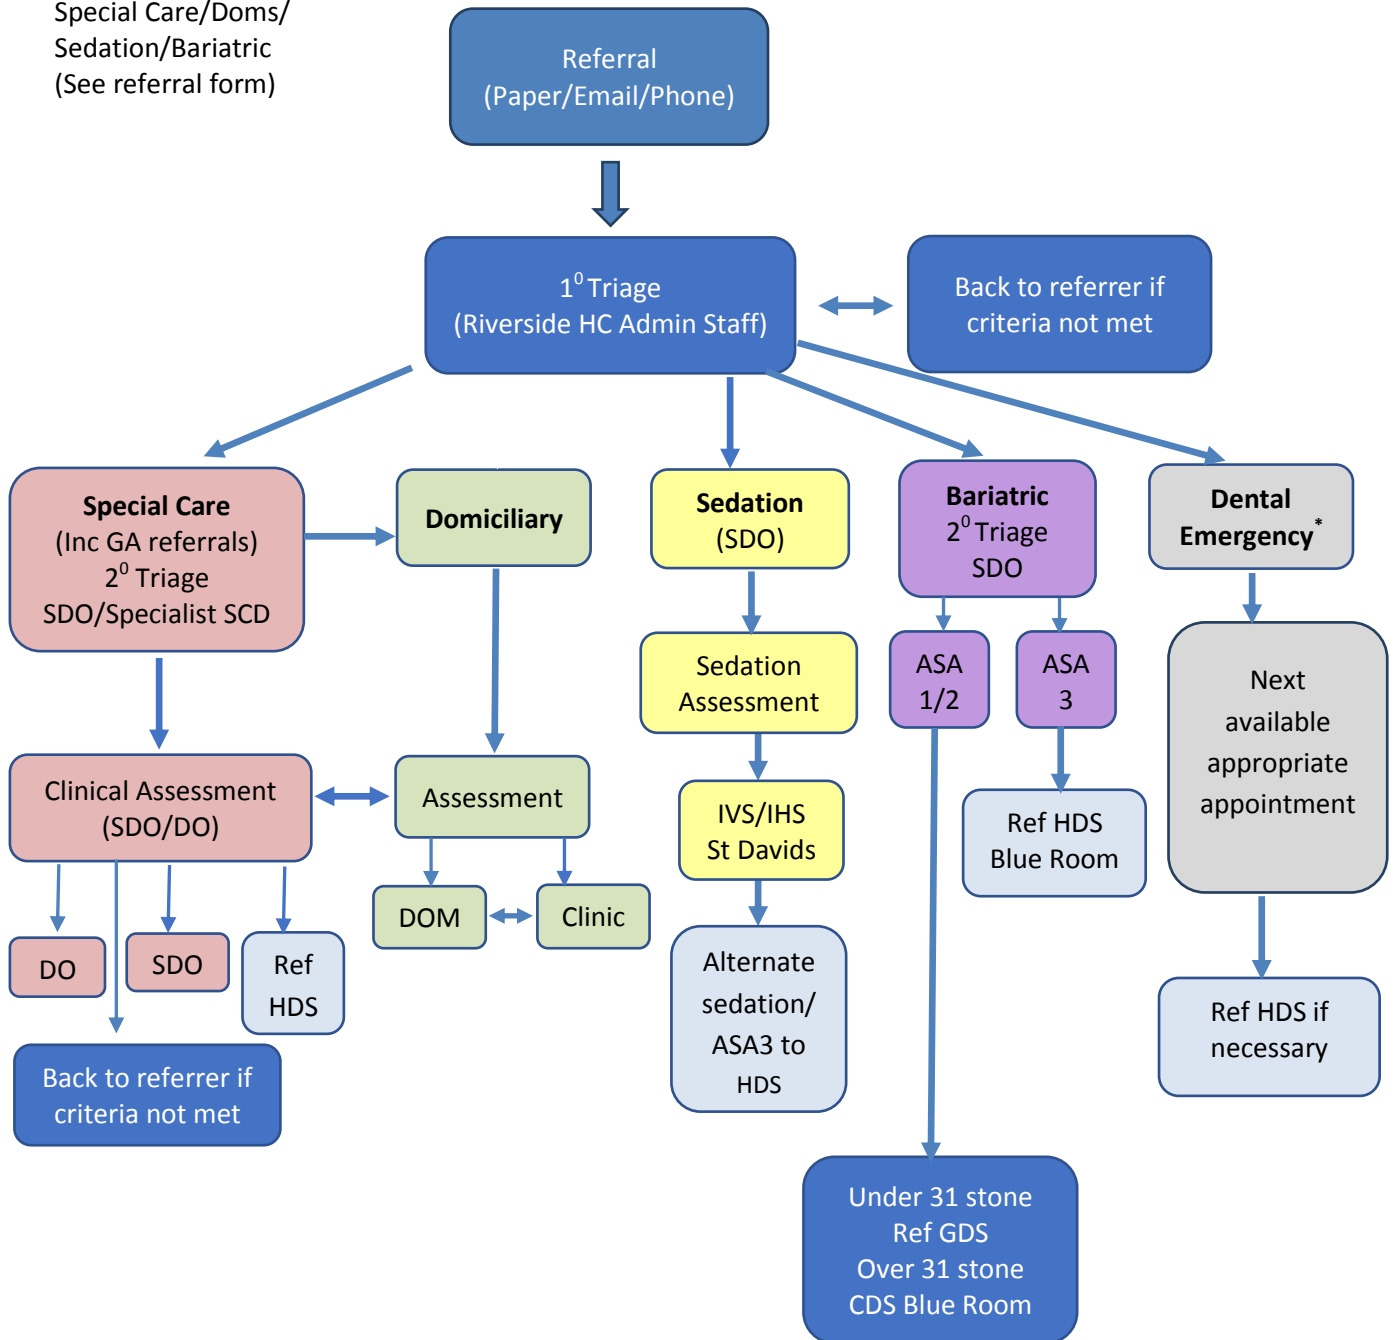 Special Care/Doms/
Sedation/Bariatric
(See referral form)
Referral
(Paper/Email/Phone)
1⁰ Triage
(Riverside HC Admin Staff)
Back to referrer if
criteria not met
Special Care
(Inc GA referrals)
2⁰ Triage
SDO/Specialist SCD
Domiciliary
Sedation
(SDO)
Bariatric
2⁰ Triage
SDO
Dental
Emergency*
Sedation
Assessment
ASA
1/2
ASA
3
Next
available
appropriate
appointment
Clinical Assessment
(SDO/DO)
Assessment
IVS/IHS
St Davids
Ref HDS
Blue Room
DO
SDO
Ref
HDS
DOM
Clinic
Alternate
sedation/
ASA3 to
HDS
Ref HDS if
necessary
Back to referrer if
criteria not met
Under 31 stone
Ref GDS
Over 31 stone
CDS Blue Room